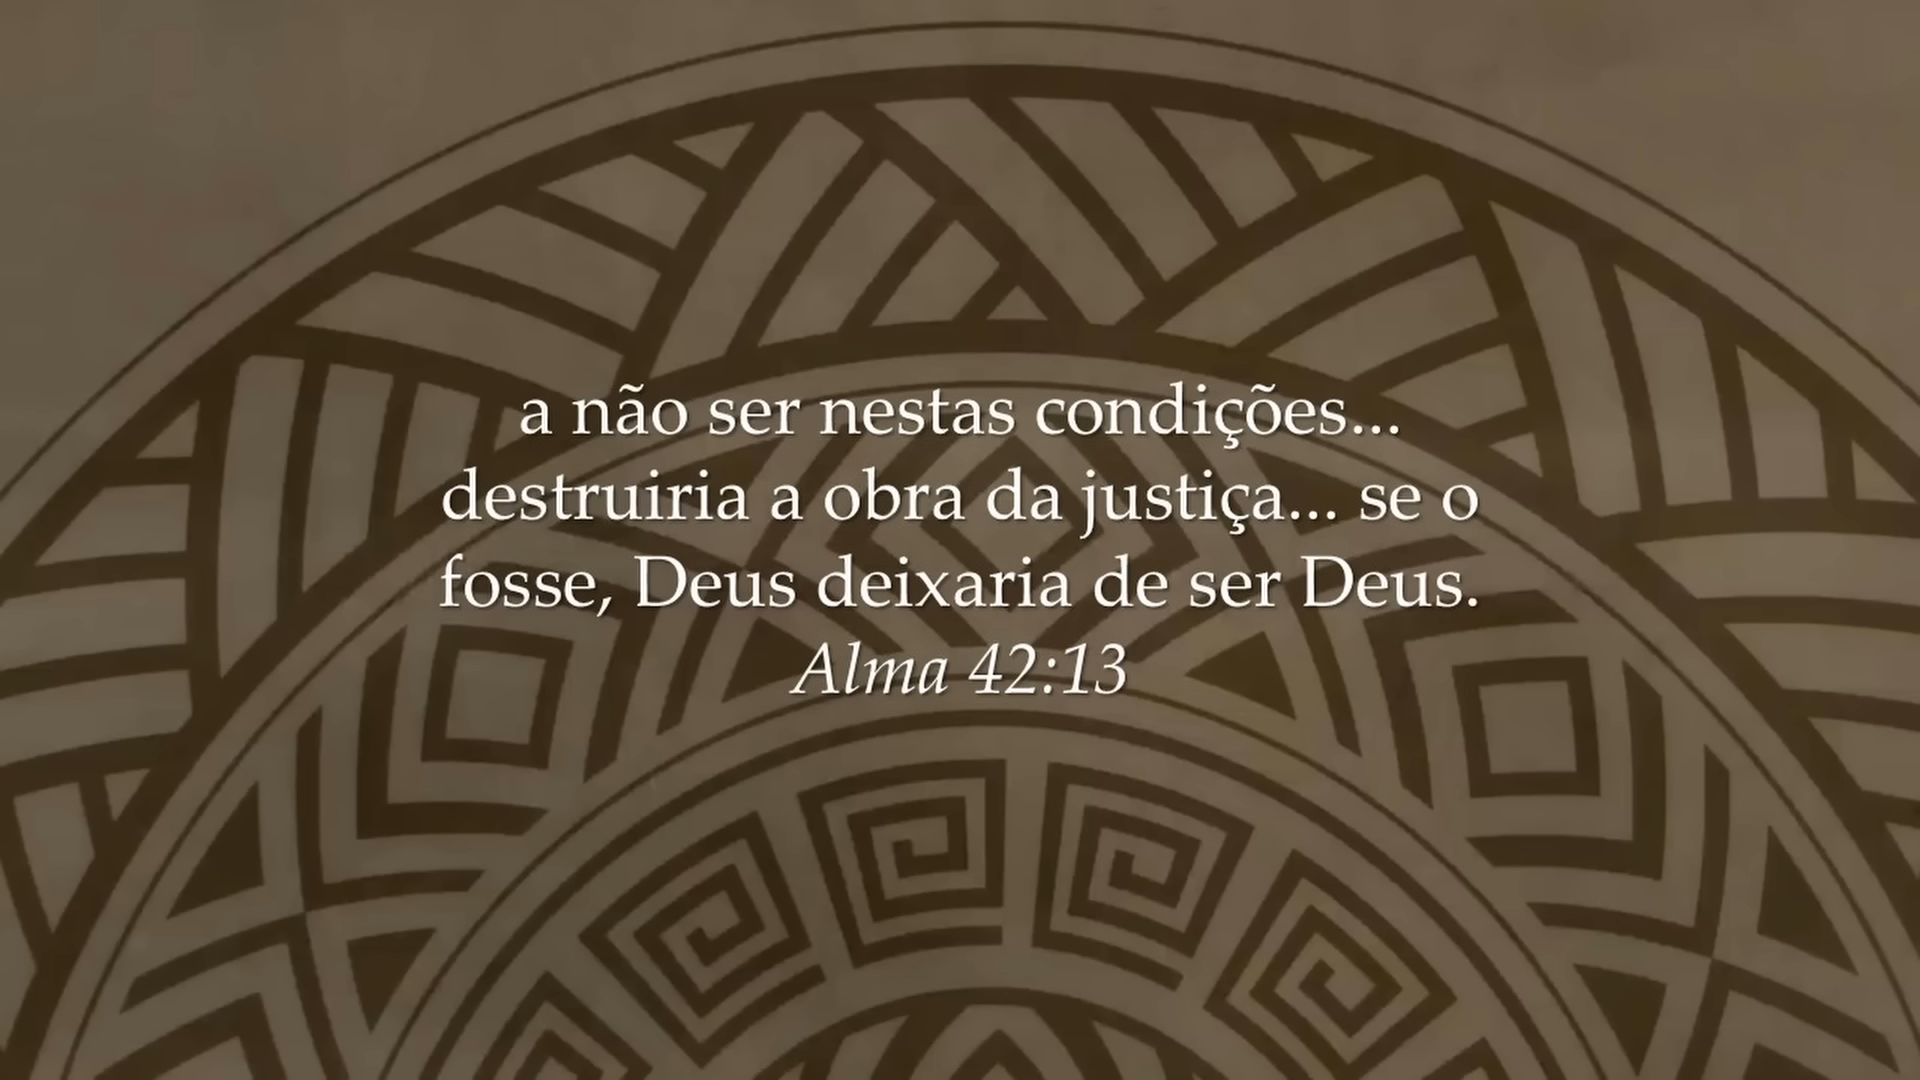 a não ser nestas condições...
destruiria a obra da justiça... se o
fosse, Deus deixaria de ser Deus.
Alma 42:13